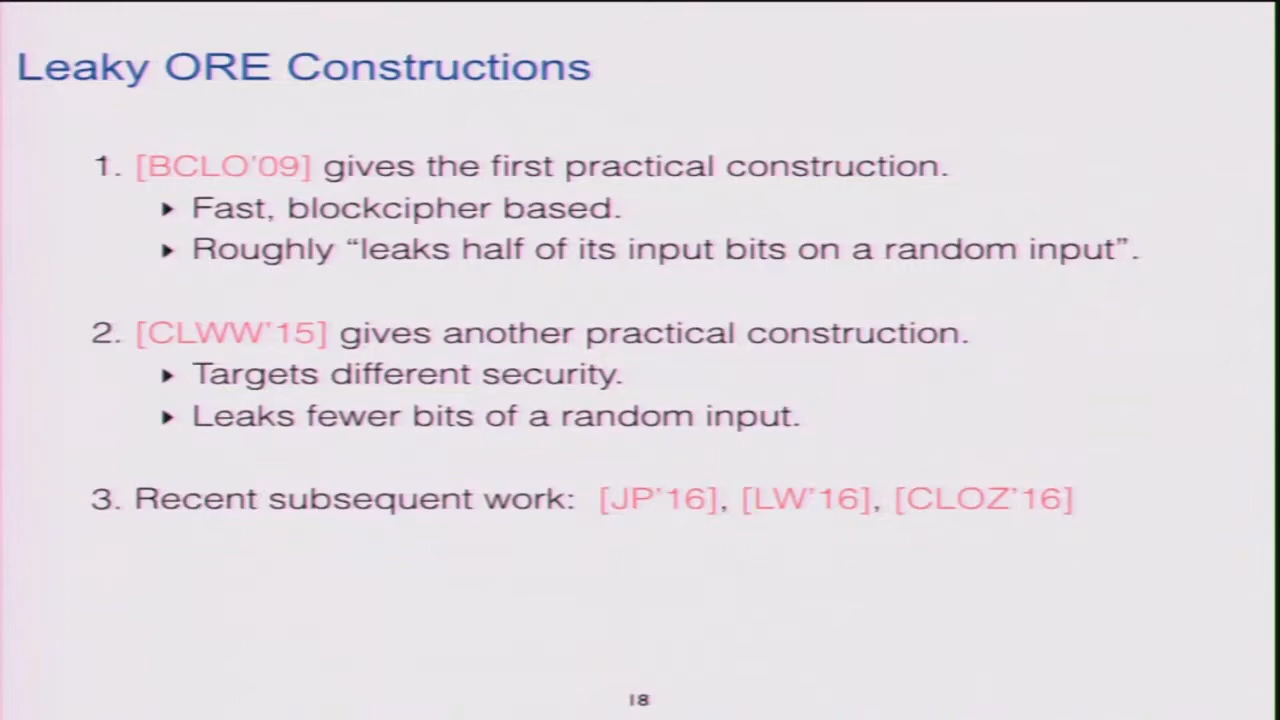 Leaky ORE Constructions
1. [BCLO'09] gives the first practical construction.
▸ Fast, blockcipher based.
▸ Roughly “leaks half of its input bits on a random input”.
2. [CLWW'15] gives another practical construction.
▸ Targets different security.
▸ Leaks fewer bits of a random input.
3. Recent subsequent work: [JP'16], [LW'16], [CLOZ'16]
18